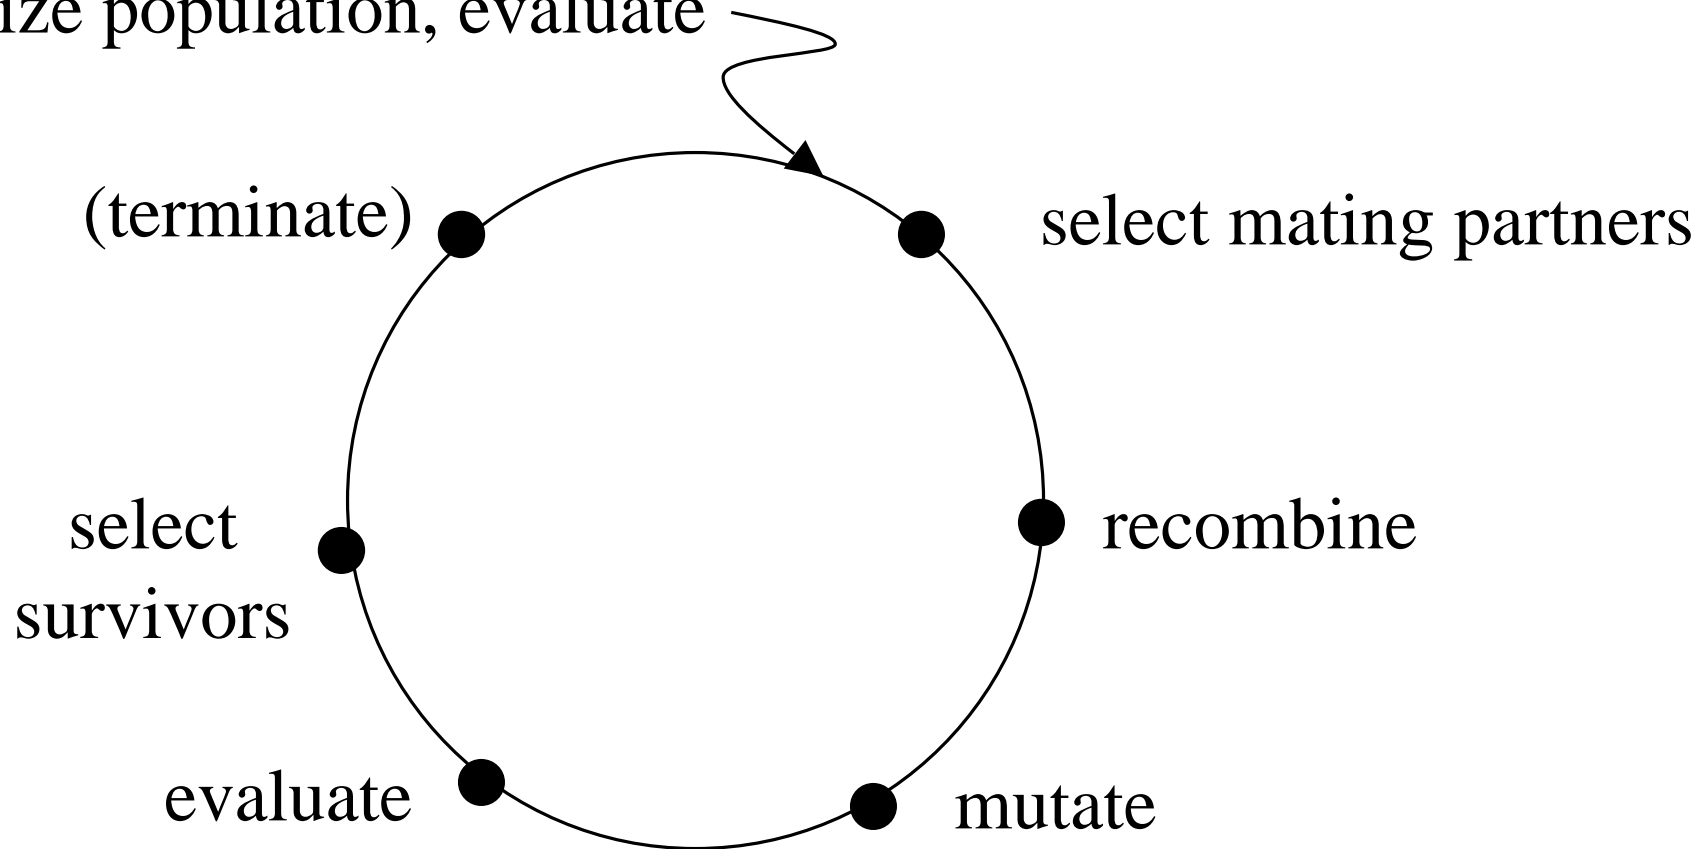 ize population, evaluate
(terminate)
select mating partners
select
survivors
recombine
evaluate
mutate